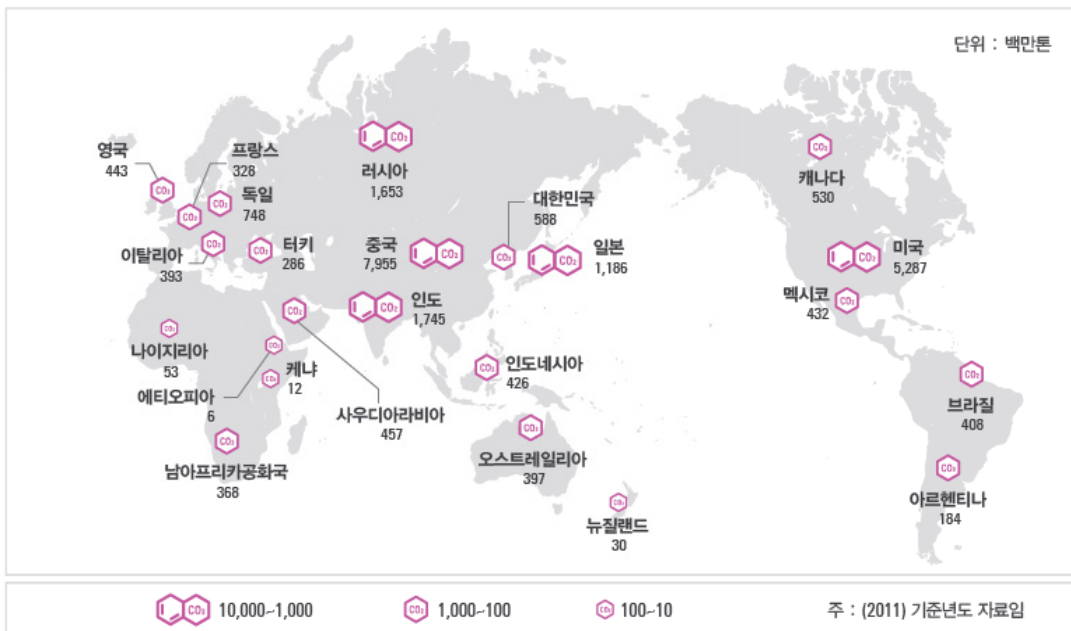 단위 : 백만톤
영국
443
프랑스
328
독일
748
이탈리아
393
터키
286
러시아
1,653
중국
7,955
대한민국
588
일본
1,186
인도
1,745
나이지리아
53
에티오피아
6
케냐
12
사우디아라비아
457
남아프리카공화국
368
인도네시아
426
오스트레일리아
397
뉴질랜드
30
캐나다
530
미국
5,287
멕시코
432
브라질
408
아르헨티나
184
CO₂ 10,000~1,000
CO₂ 1,000~100
CO₂ 100~10
주 : (2011) 기준년도 자료임